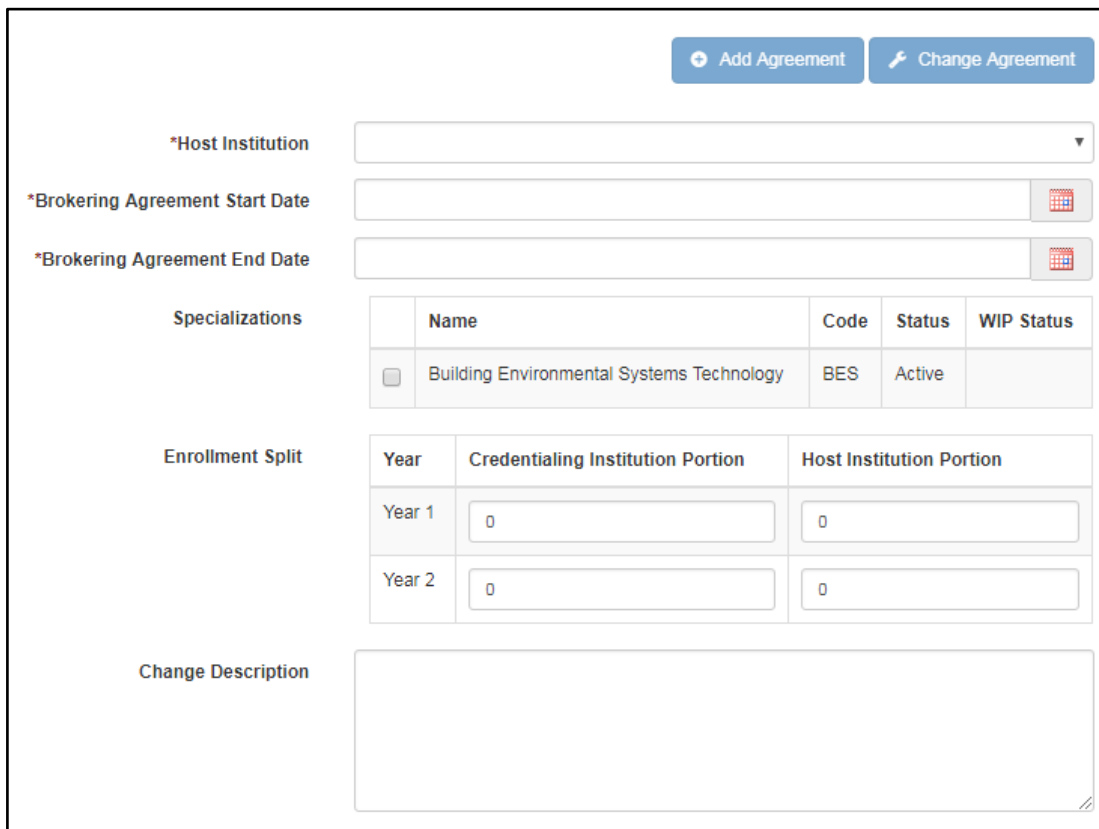 Add Agreement Change Agreement
*Host Institution
*Brokering Agreement Start Date
*Brokering Agreement End Date
Specializations
Name Code Status WIP Status
Building Environmental Systems Technology BES Active
Enrollment Split
Year Credentialing Institution Portion Host Institution Portion
Year 1 0 0
Year 2 0 0
Change Description